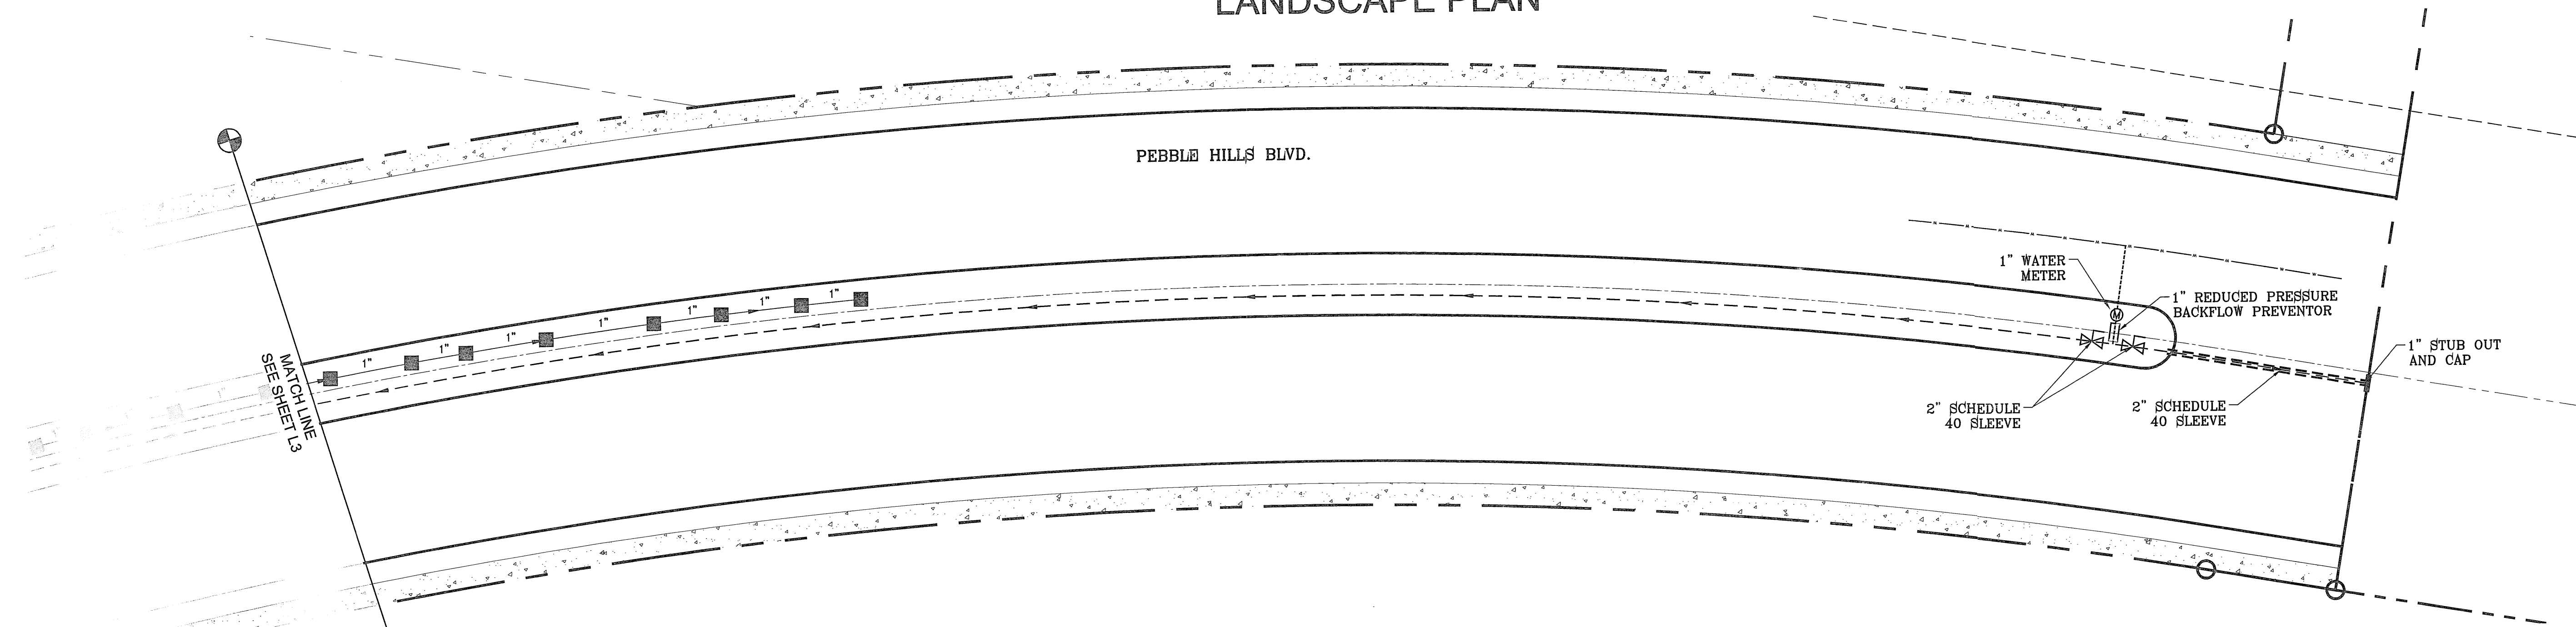 LANDSCAPE PLAN
PEBBLE HILLS BLVD.
1" WATER
METER
1" REDUCED PRESSURE
BACKFLOW PREVENTOR
M
1" STUB OUT
AND CAP
2" SCHEDULE
40 SLEEVE
2" SCHEDULE
40 SLEEVE
1"
1"
1"
1"
1"
1"
1"
1"
MATCH LINE
SEE SHEET L3